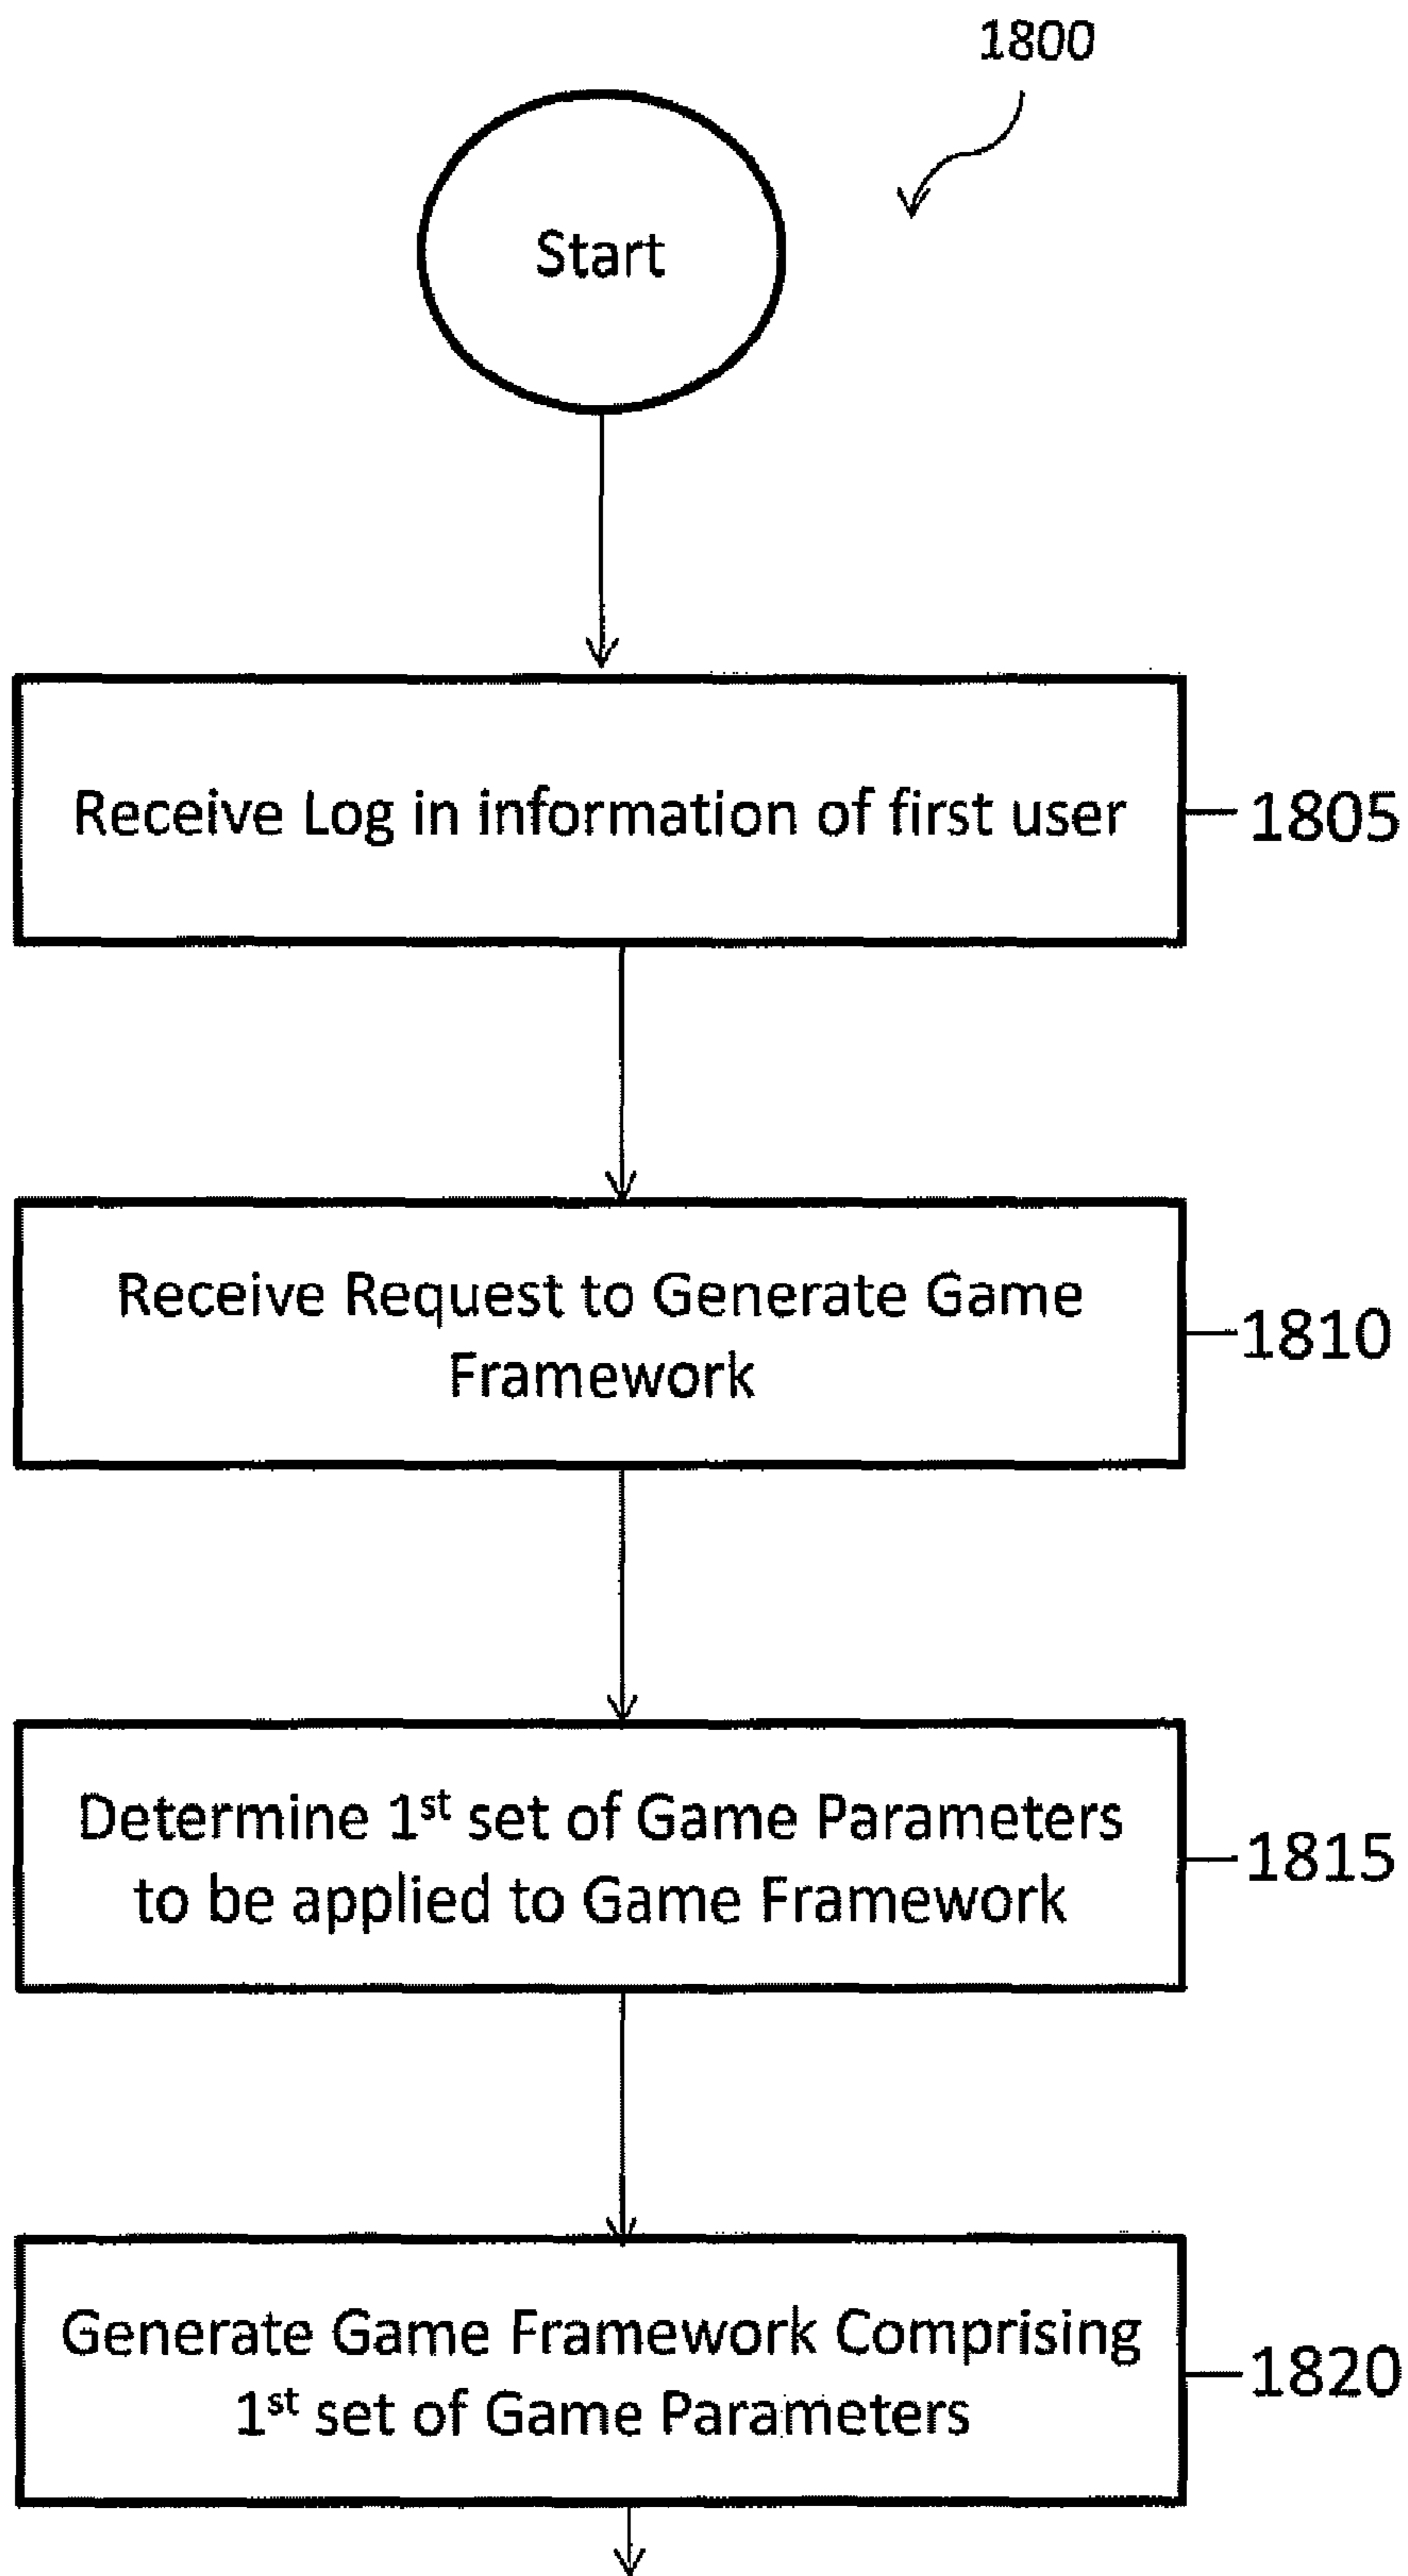 1800
Start
Receive Log in information of first user
1805
Receive Request to Generate Game
Framework
1810
Determine 1st set of Game Parameters
to be applied to Game Framework
1815
Generate Game Framework Comprising
1st set of Game Parameters
1820